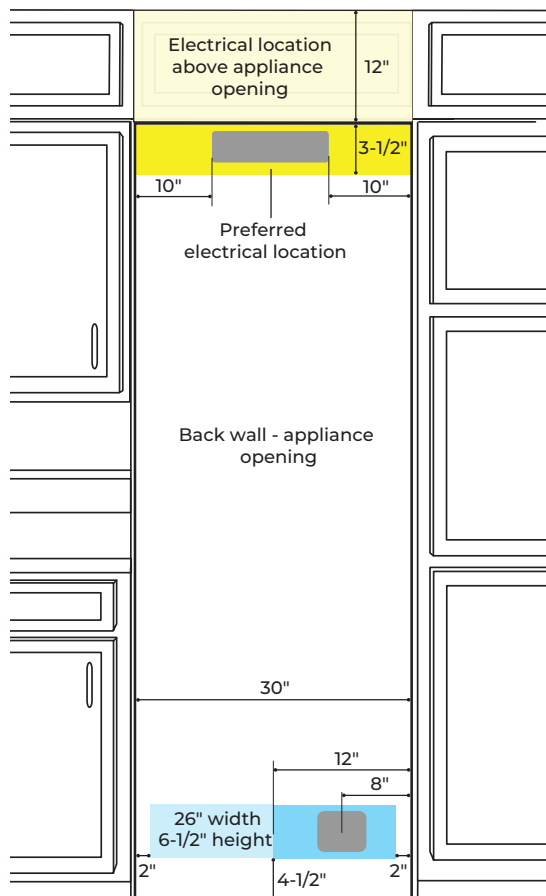 Electrical location
above appliance
opening
12"
3-1/2"
10"
10"
Preferred
electrical location
Back wall - appliance
opening
30"
12"
8"
26" width
6-1/2" height
2"
2"
4-1/2"